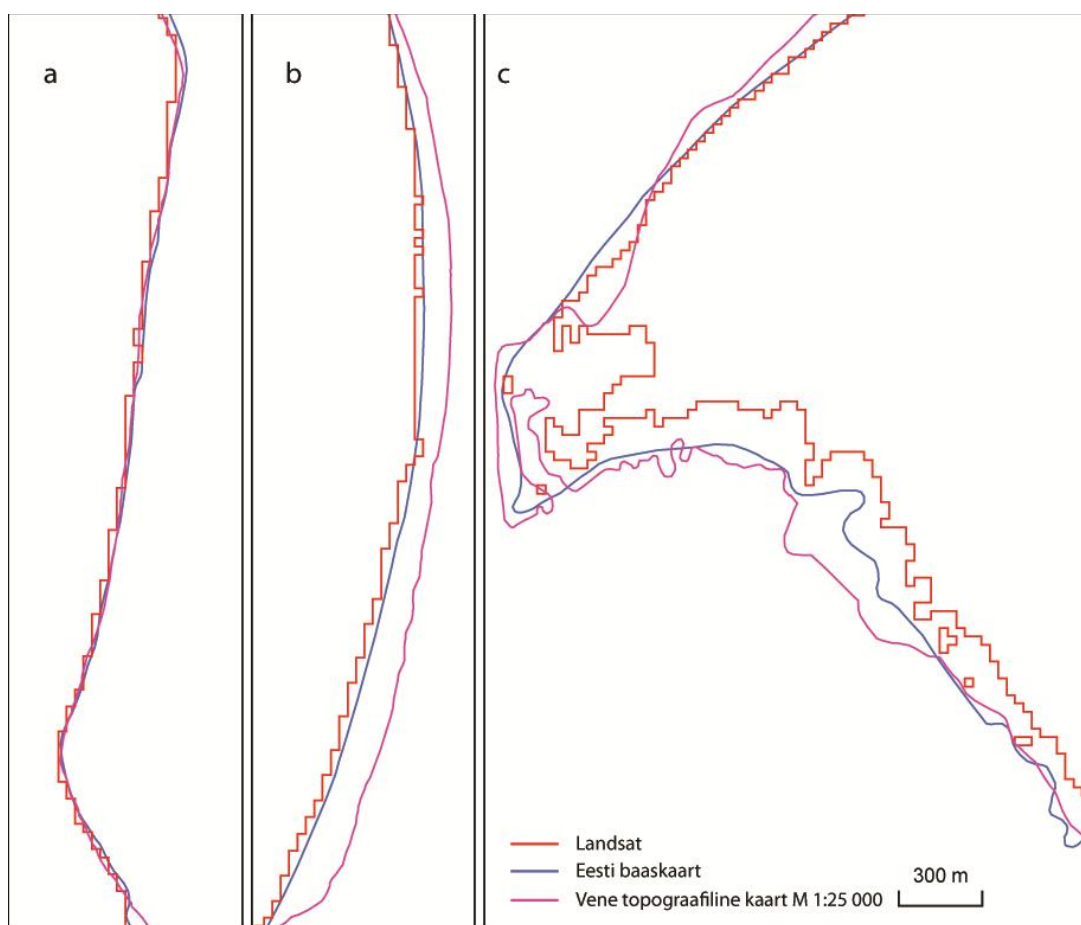 a
b
c
Landsat
Eesti baaskaart
300 m
Vene topograafiline kaart M 1:25 000